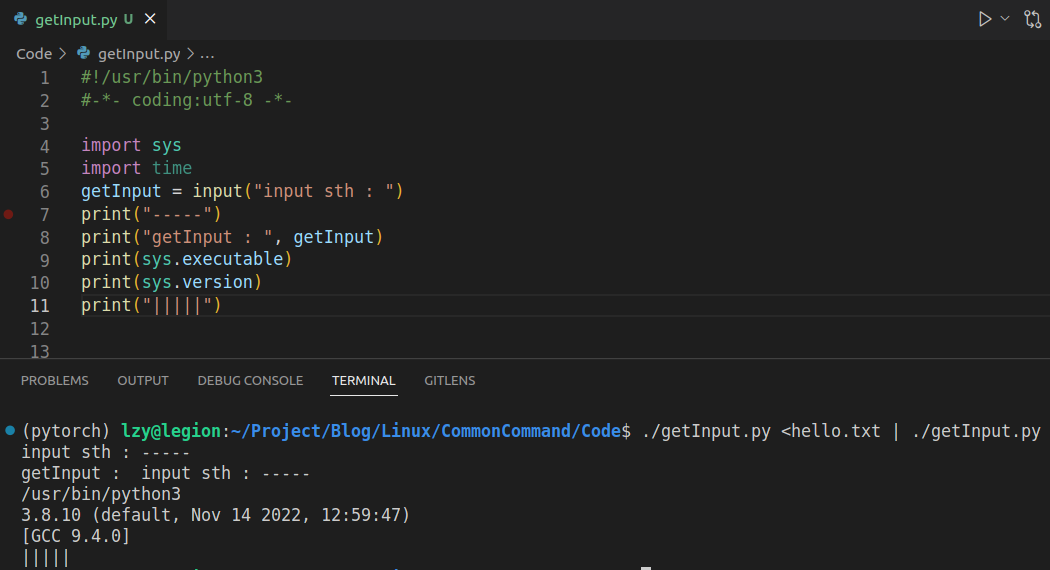 getInput.py U
Code > getInput.py > ...
1 #!/usr/bin/python3
2 #-*- coding:utf-8 -*-
3
4 import sys
5 import time
6 getInput = input("input sth : ")
7 print("-----")
8 print("getInput : ", getInput)
9 print(sys.executable)
10 print(sys.version)
11 print("|||||")
12
13
PROBLEMS OUTPUT DEBUG CONSOLE TERMINAL GITLENS
(pytorch) lzy@legion:~/Project/Blog/Linux/CommonCommand/Code$ ./getInput.py <hello.txt | ./getInput.py
input sth : -----
getInput :  input sth : -----
/usr/bin/python3
3.8.10 (default, Nov 14 2022, 12:59:47)
[GCC 9.4.0]
|||||